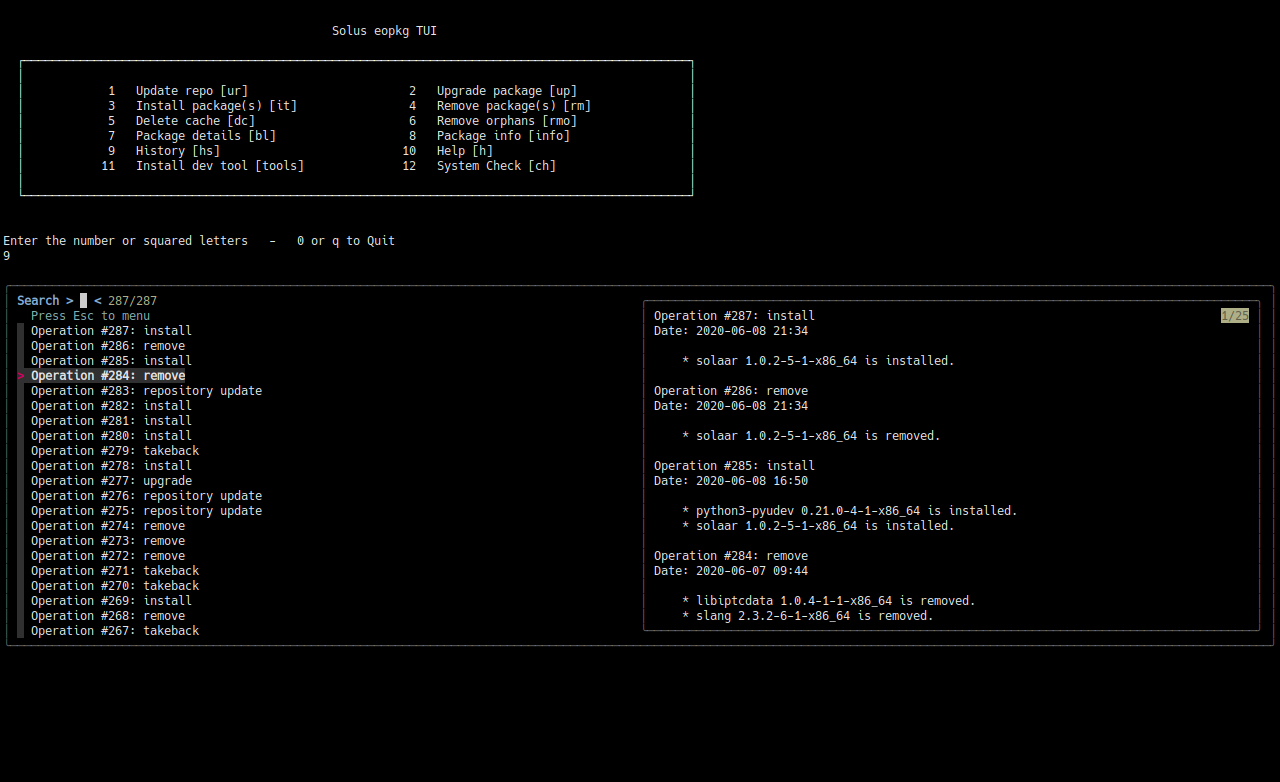 Solus eopkg TUI
1 Update repo [ur] 2 Upgrade package [up]
3 Install package(s) [it] 4 Remove package(s) [rm]
5 Delete cache [dc] 6 Remove orphans [rmo]
7 Package details [bl] 8 Package info [info]
9 History [hs] 10 Help [h]
11 Install dev tool [tools] 12 System Check [ch]
Enter the number or squared letters - 0 or q to Quit
9
Search > < 287/287
Press Esc to menu
Operation #287: install
Operation #286: remove
Operation #285: install
> Operation #284: remove
Operation #283: repository update
Operation #282: install
Operation #281: install
Operation #280: install
Operation #279: takeback
Operation #278: install
Operation #277: upgrade
Operation #276: repository update
Operation #275: repository update
Operation #274: remove
Operation #273: remove
Operation #272: remove
Operation #271: takeback
Operation #270: takeback
Operation #269: install
Operation #268: remove
Operation #267: takeback
Operation #287: install 1/25
Date: 2020-06-08 21:34
* solaar 1.0.2-5-1-x86_64 is installed.
Operation #286: remove
Date: 2020-06-08 21:34
* solaar 1.0.2-5-1-x86_64 is removed.
Operation #285: install
Date: 2020-06-08 16:50
* python3-pyudev 0.21.0-4-1-x86_64 is installed.
* solaar 1.0.2-5-1-x86_64 is installed.
Operation #284: remove
Date: 2020-06-07 09:44
* libiptcdata 1.0.4-1-1-x86_64 is removed.
* slang 2.3.2-6-1-x86_64 is removed.